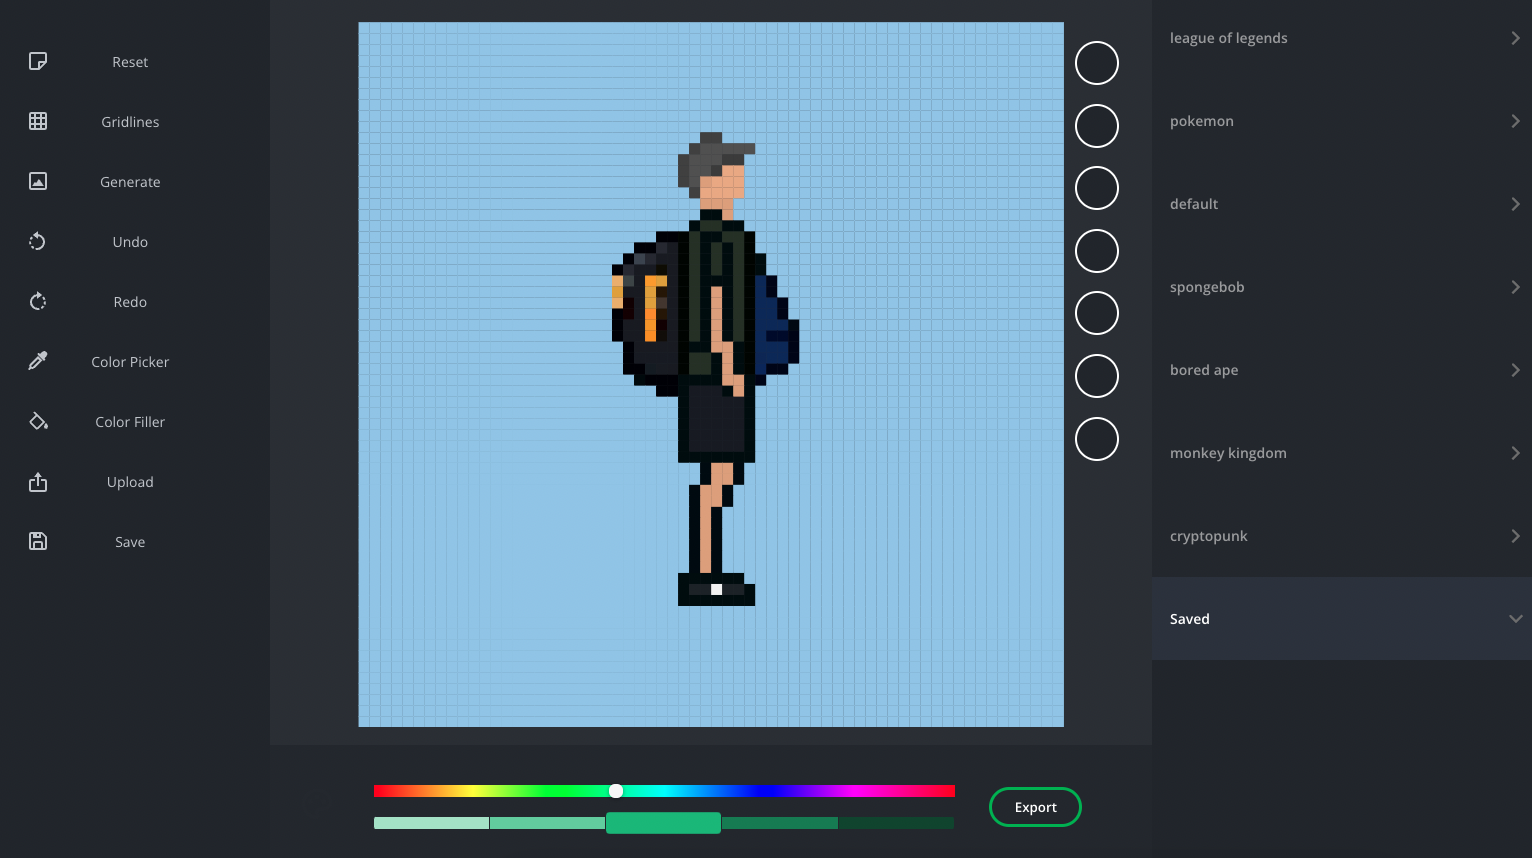 Reset
Gridlines
Generate
Undo
Redo
Color Picker
Color Filler
Upload
Save
league of legends
pokemon
default
spongebob
bored ape
monkey kingdom
cryptopunk
Saved
Export